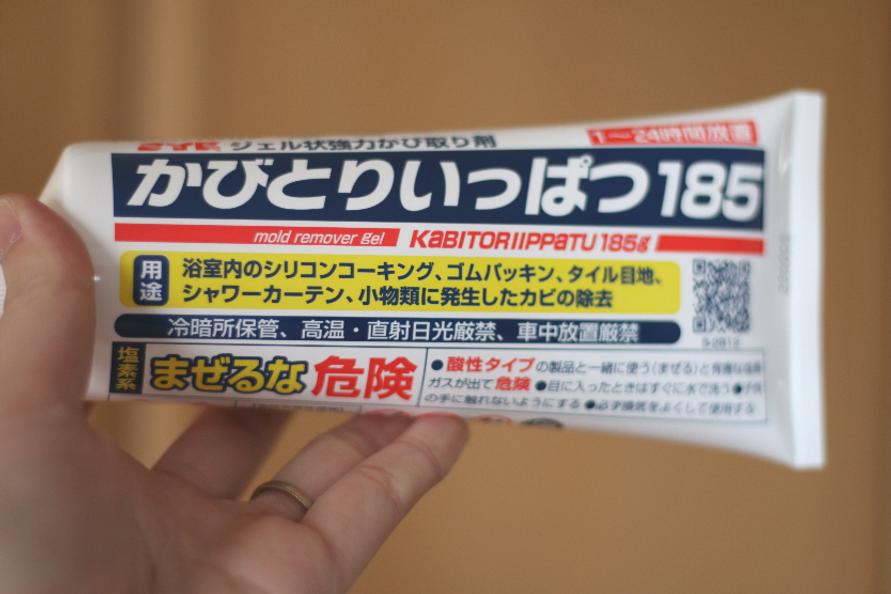 ジェル状強力かび取り剤
1～24時間放置
かびとりいっぱつ185
mold remover gel KABITORIIPPATU 185g
用途
浴室内のシリコンコーキング、ゴムパッキン、タイル目地、
シャワーカーテン、小物類に発生したカビの除去
冷暗所保管、高温・直射日光厳禁、車中放置厳禁
塩素系
まぜるな危険
●酸性タイプの製品と一緒に使う(まぜる)と有害な塩素
ガスが出て危険 ●目に入ったときはすぐに水で洗う ●子供
の手に触れないようにする ●必ず換気をよくして使用する